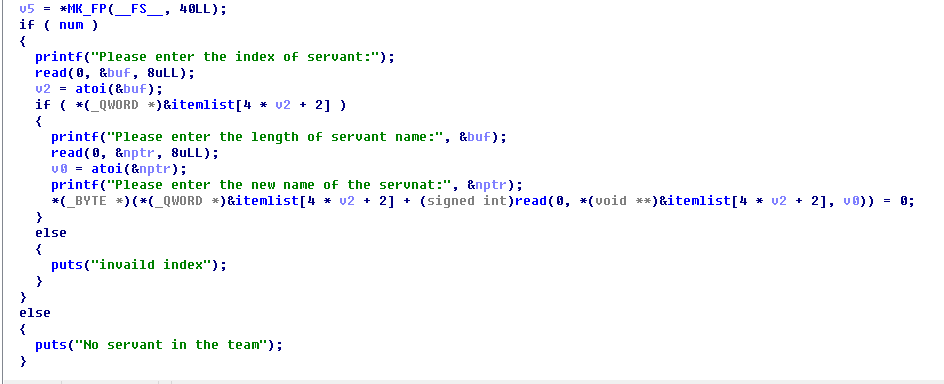 v5 = *MK_FP(__FS__, 40LL);
if ( num )
{
  printf("Please enter the index of servant:");
  read(0, &buf, 8uLL);
  v2 = atoi(&buf);
  if ( *(_QWORD *)&itemlist[4 * v2 + 2] )
  {
    printf("Please enter the length of servant name:", &buf);
    read(0, &nptr, 8uLL);
    v0 = atoi(&nptr);
    printf("Please enter the new name of the servnat:", &nptr);
    *(_BYTE *)(*(_QWORD *)&itemlist[4 * v2 + 2] + (signed int)read(0, *(void **)&itemlist[4 * v2 + 2], v0)) = 0;
  }
  else
  {
    puts("invaild index");
  }
}
else
{
  puts("No servant in the team");
}